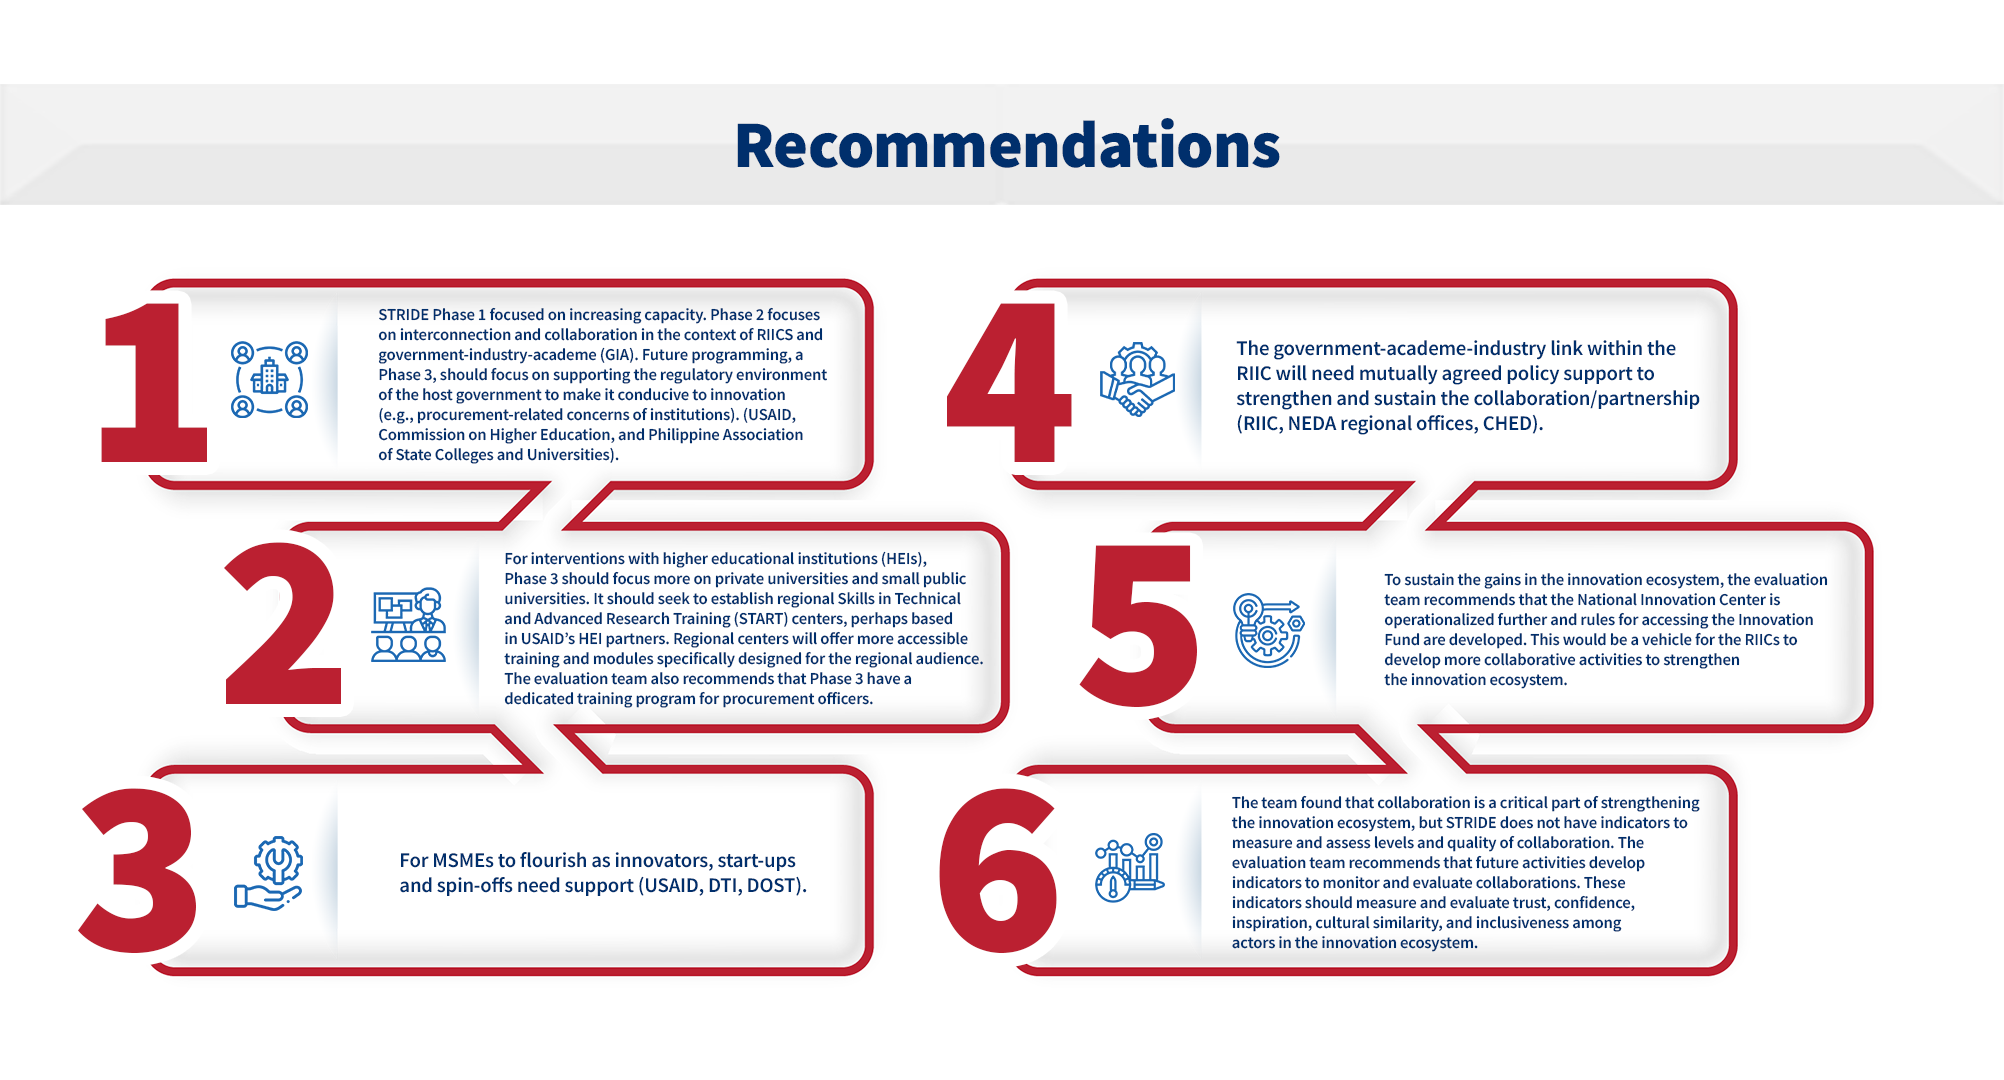 Recommendations
1
STRIDE Phase 1 focused on increasing capacity. Phase 2 focuses
on interconnection and collaboration in the context of RIICS and
government-industry-academe (GIA). Future programming, a
Phase 3, should focus on supporting the regulatory environment
of the host government to make it conducive to innovation
(e.g., procurement-related concerns of institutions). (USAID,
Commission on Higher Education, and Philippine Association
of State Colleges and Universities).
2
For interventions with higher educational institutions (HEIs),
Phase 3 should focus more on private universities and small public
universities. It should seek to establish regional Skills in Technical
and Advanced Research Training (START) centers, perhaps based
in USAID's HEI partners. Regional centers will offer more accessible
training and modules specifically designed for the regional audience.
The evaluation team also recommends that Phase 3 have a
dedicated training program for procurement officers.
3
For MSMEs to flourish as innovators, start-ups
and spin-offs need support (USAID, DTI, DOST).
4
The government-academe-industry link within the
RIIC will need mutually agreed policy support to
strengthen and sustain the collaboration/partnership
(RIIC, NEDA regional offices, CHED).
5
To sustain the gains in the innovation ecosystem, the evaluation
team recommends that the National Innovation Center is
operationalized further and rules for accessing the Innovation
Fund are developed. This would be a vehicle for the RIICs to
develop more collaborative activities to strengthen
the innovation ecosystem.
6
The team found that collaboration is a critical part of strengthening
the innovation ecosystem, but STRIDE does not have indicators to
measure and assess levels and quality of collaboration. The
evaluation team recommends that future activities develop
indicators to monitor and evaluate collaborations. These
indicators should measure and evaluate trust, confidence,
inspiration, cultural similarity, and inclusiveness among
actors in the innovation ecosystem.